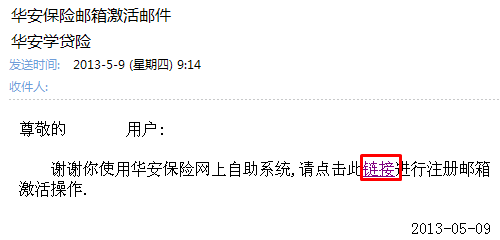 华安保险邮箱激活邮件
华安学贷险
发送时间: 2013-5-9 (星期四) 9:14
收件人:
尊敬的 用户:
谢谢你使用华安保险网上自助系统,请点击此链接进行注册邮箱
激活操作.
2013-05-09